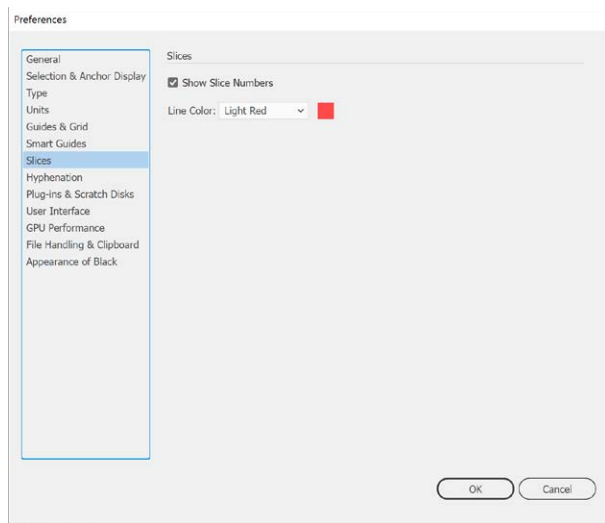 Preferences
General
Selection & Anchor Display
Type
Units
Guides & Grid
Smart Guides
Slices
Hyphenation
Plug-ins & Scratch Disks
User Interface
GPU Performance
File Handling & Clipboard
Appearance of Black
Slices
Show Slice Numbers
Line Color: Light Red
OK
Cancel